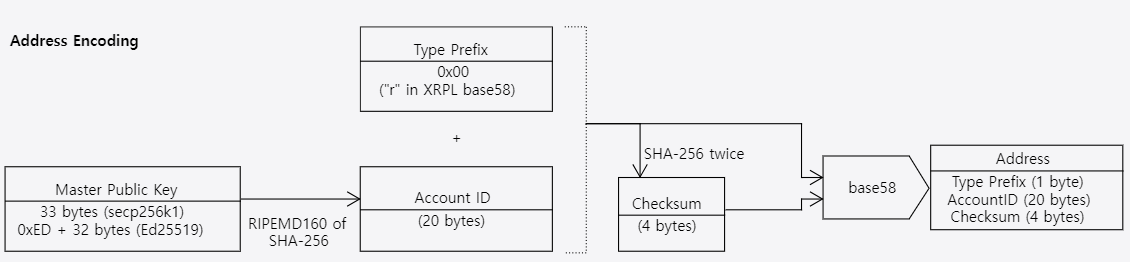 Address Encoding
Type Prefix
0x00
("r" in XRPL base58)
+
Master Public Key
33 bytes (secp256k1)
0xED + 32 bytes (Ed25519)
RIPEMD160 of
SHA-256
Account ID
(20 bytes)
SHA-256 twice
Checksum
(4 bytes)
base58
Address
Type Prefix (1 byte)
AccountID (20 bytes)
Checksum (4 bytes)